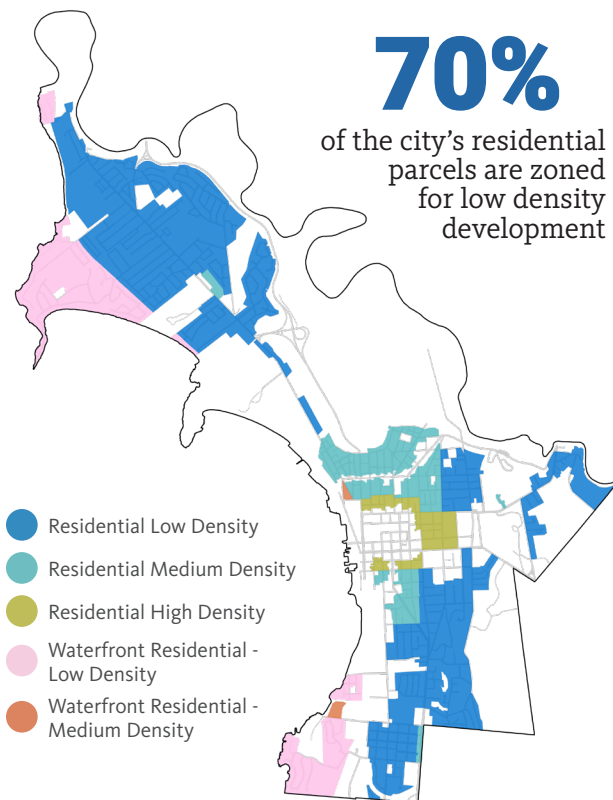 70%
of the city's residential
parcels are zoned
for low density
development
Residential Low Density
Residential Medium Density
Residential High Density
Waterfront Residential -
Low Density
Waterfront Residential -
Medium Density